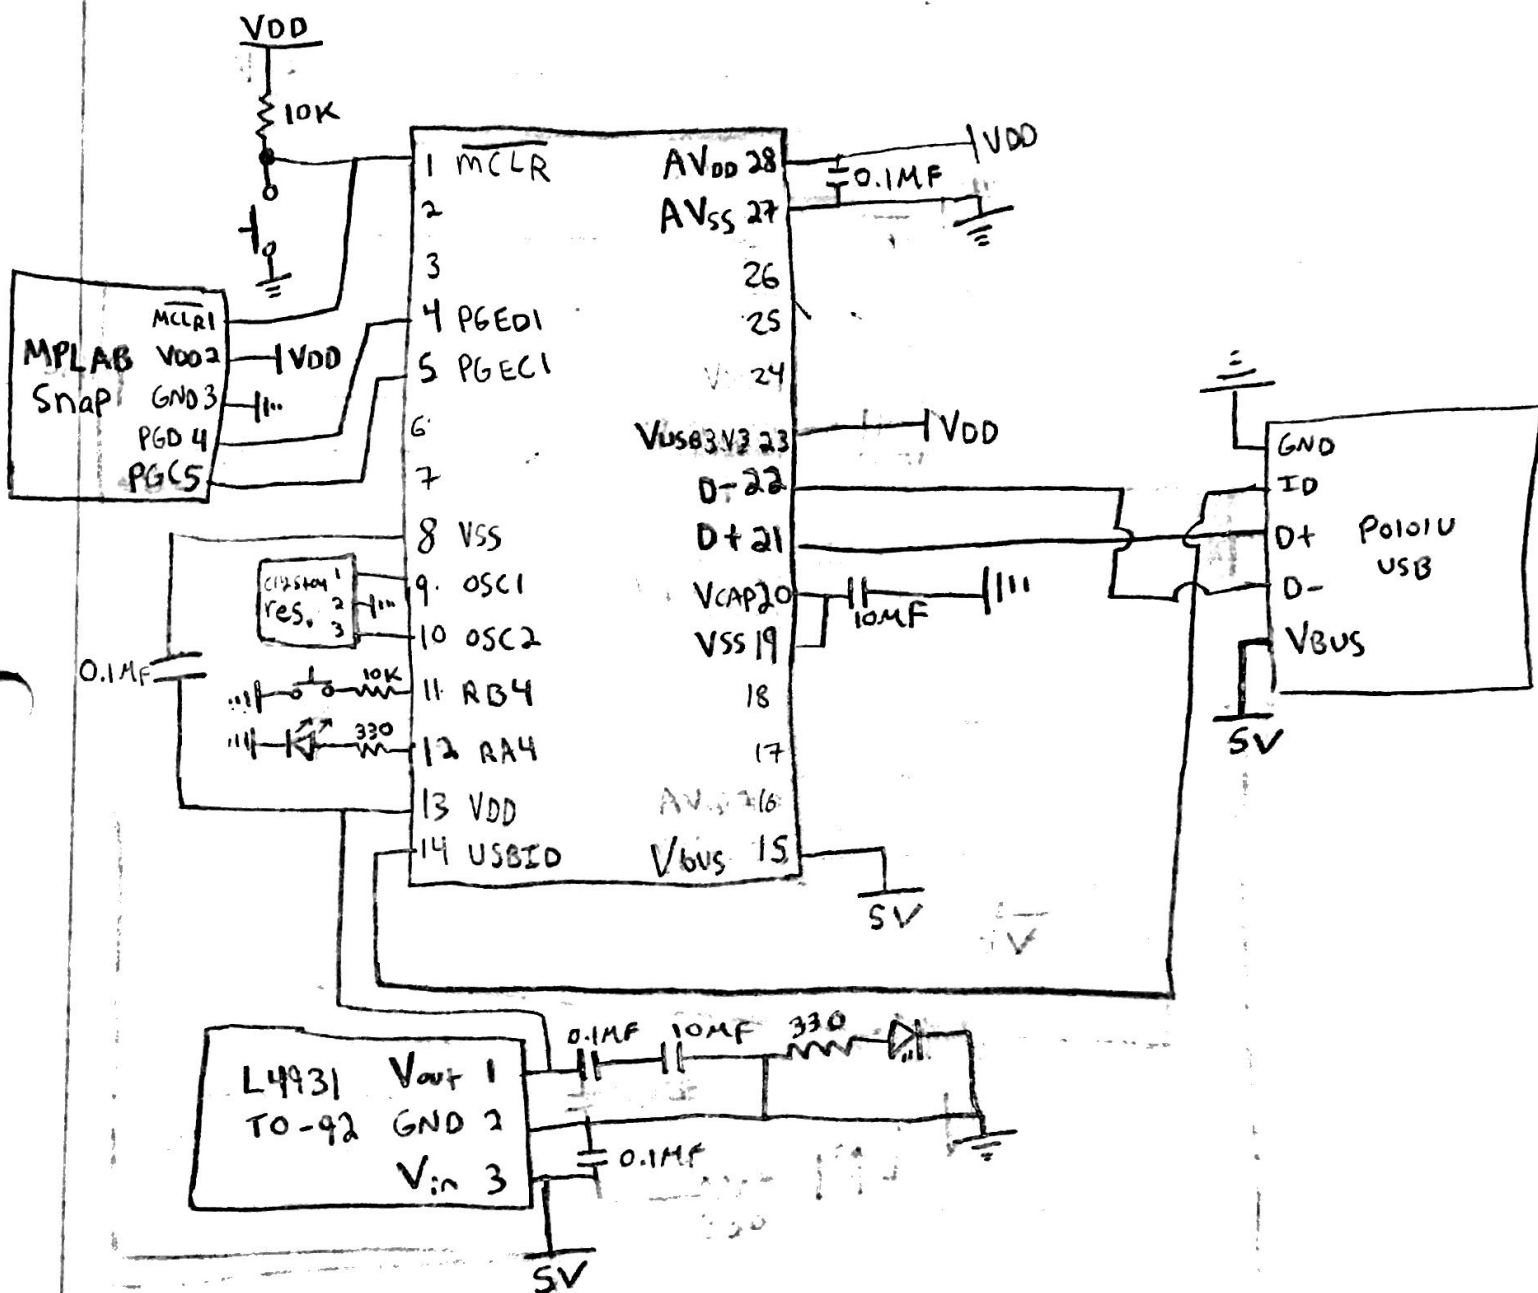 VDD
10K
1 MCLR
2
3
4 PGED1
5 PGEC1
6
7
8 VSS
9. OSC1
10 OSC2
11 RB4
12 RA4
13 VDD
14 USBID
AVDD 28
AVSS 27
26
25
24
VUSB3V3 23
D- 22
D+ 21
VCAP 20
VSS 19
18
17
16
Vbus 15
VDD
0.1MF
VDD
10MF
5V
MPLAB
Snap
MCLR 1
VDD 2
GND 3
PGD 4
PGC 5
VDD
res.
1
2
3
0.1MF
10K
330
GND
ID
D+
D-
VBUS
USB
5V
L4931
TO-92
Vout 1
GND 2
Vin 3
0.1MF
10MF
330
0.1MF
5V